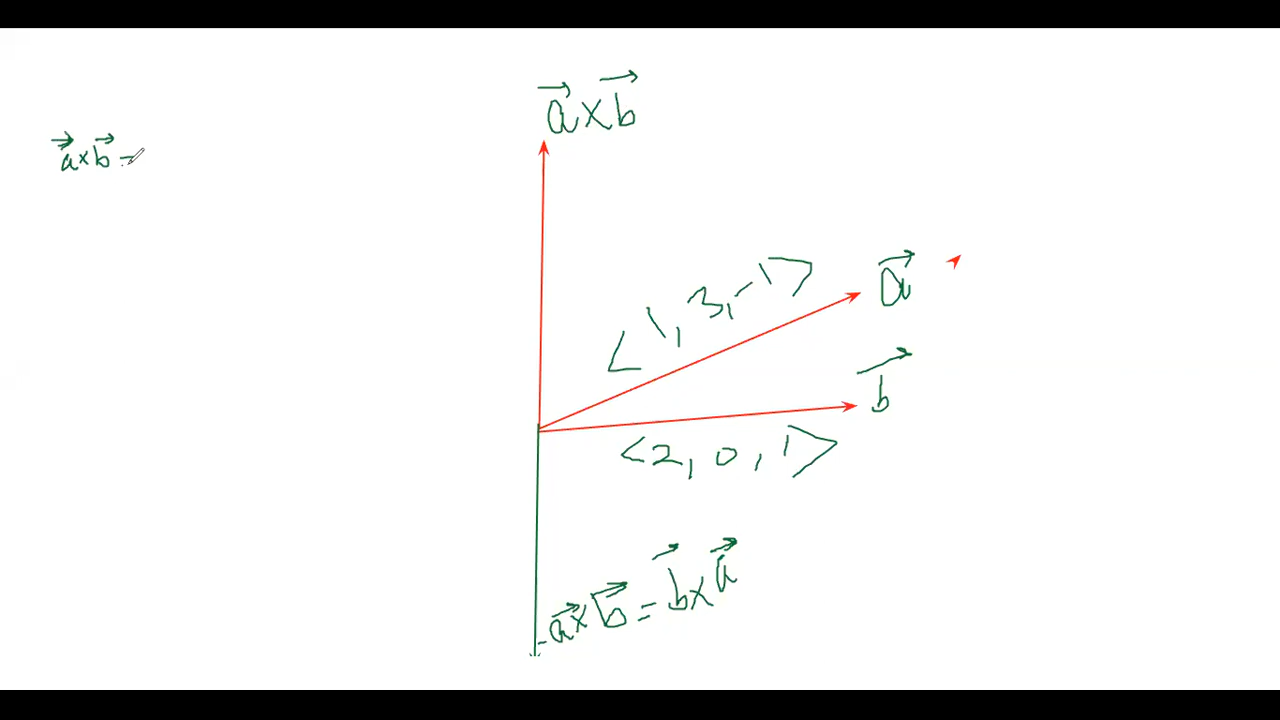 a⃗×b⃗
a⃗×b⃗ =
<1, 3, -1>
a⃗
b⃗
<2, 0, 1>
-a⃗×b⃗ = b⃗×a⃗